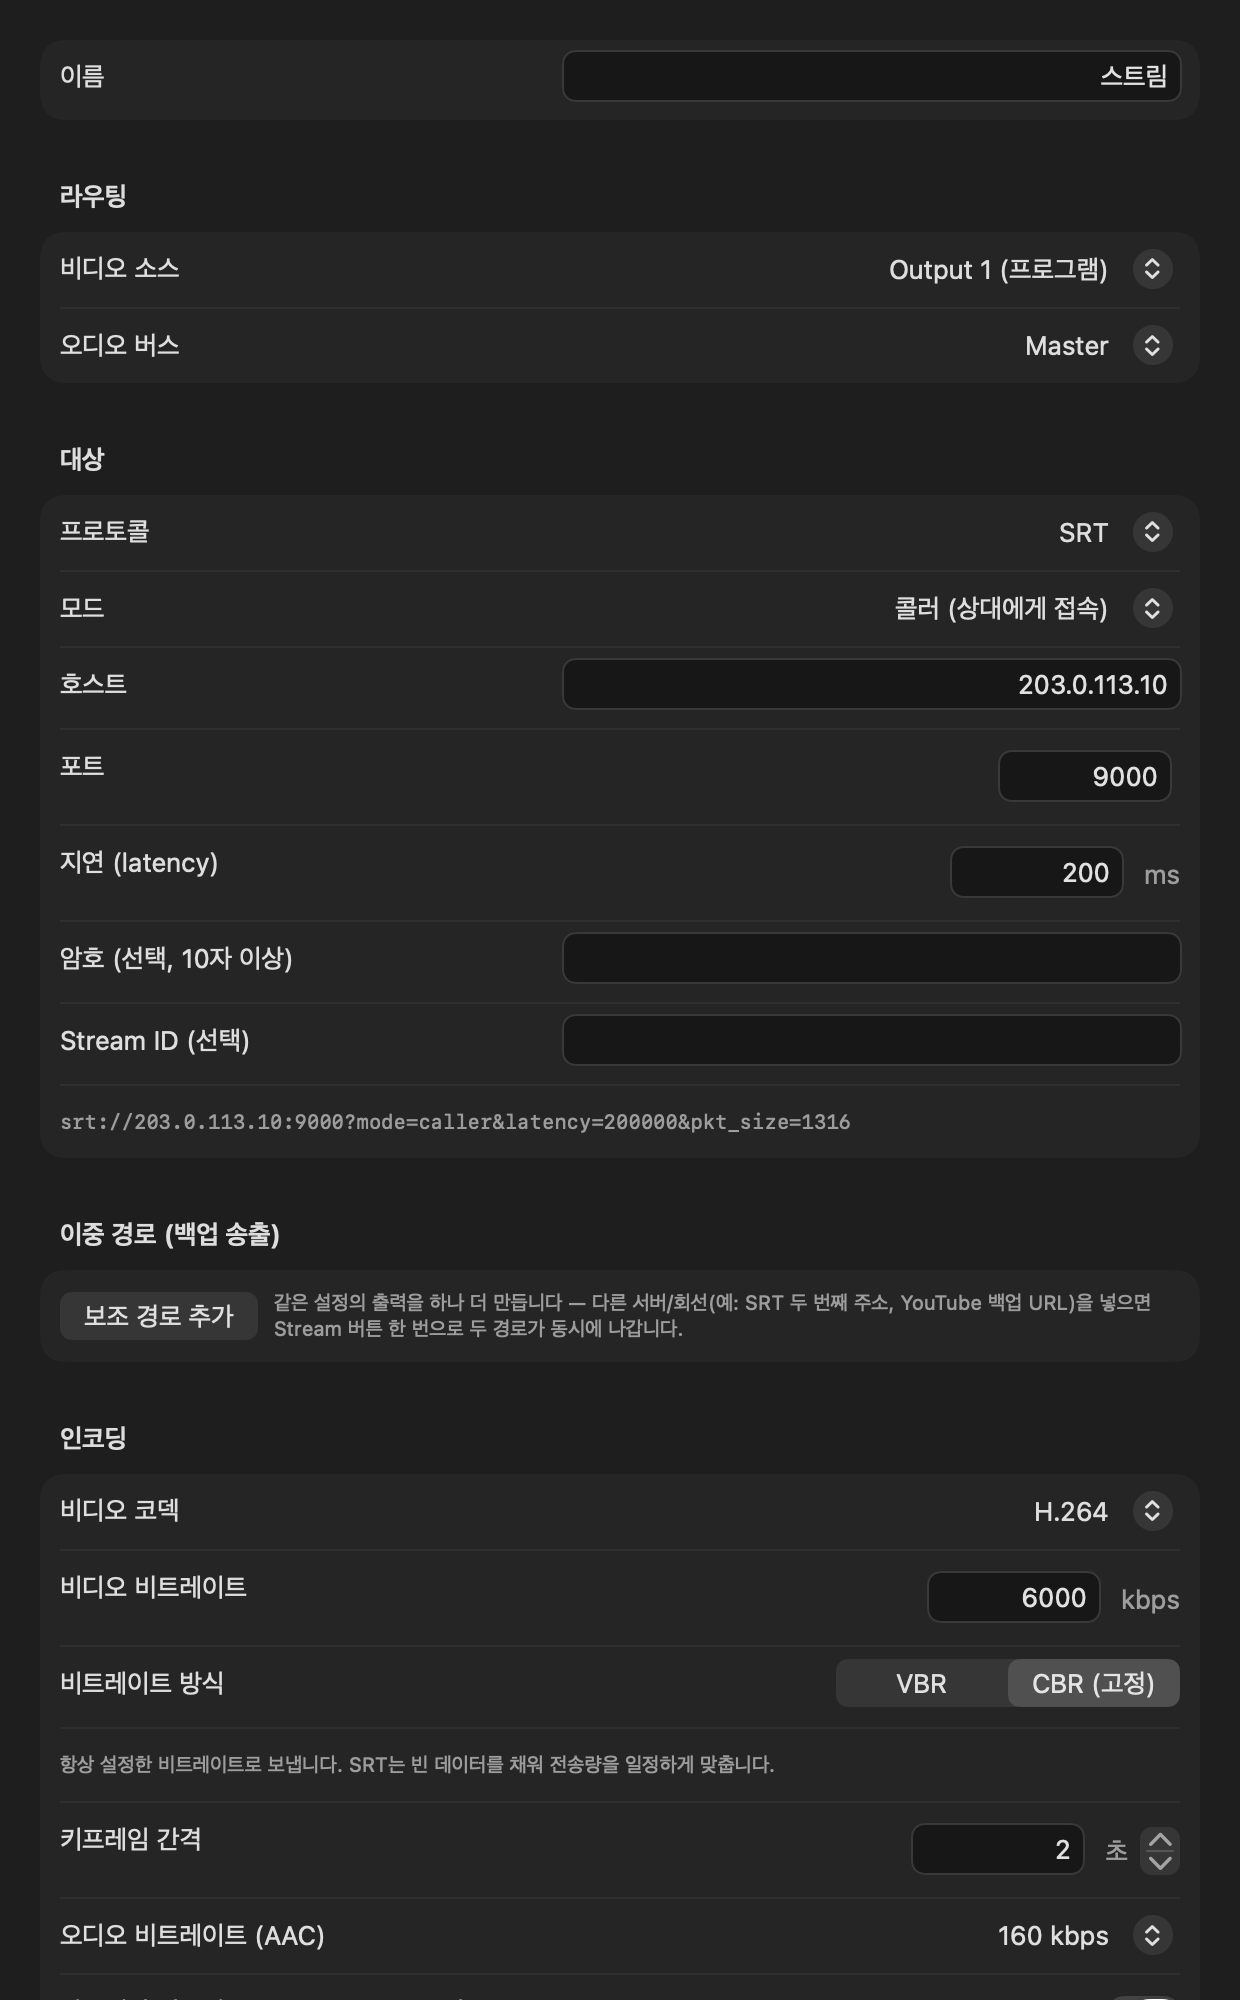 이름
스트림
라우팅
비디오 소스
Output 1 (프로그램)
오디오 버스
Master
대상
프로토콜
SRT
모드
콜러 (상대에게 접속)
호스트
203.0.113.10
포트
9000
지연 (latency)
200
ms
암호 (선택, 10자 이상)
Stream ID (선택)
srt://203.0.113.10:9000?mode=caller&latency=200000&pkt_size=1316
이중 경로 (백업 송출)
보조 경로 추가
같은 설정의 출력을 하나 더 만듭니다 — 다른 서버/회선(예: SRT 두 번째 주소, YouTube 백업 URL)을 넣으면
Stream 버튼 한 번으로 두 경로가 동시에 나갑니다.
인코딩
비디오 코덱
H.264
비디오 비트레이트
6000
kbps
비트레이트 방식
VBR
CBR (고정)
항상 설정한 비트레이트로 보냅니다. SRT는 빈 데이터를 채워 전송량을 일정하게 맞춥니다.
키프레임 간격
2
초
오디오 비트레이트 (AAC)
160 kbps